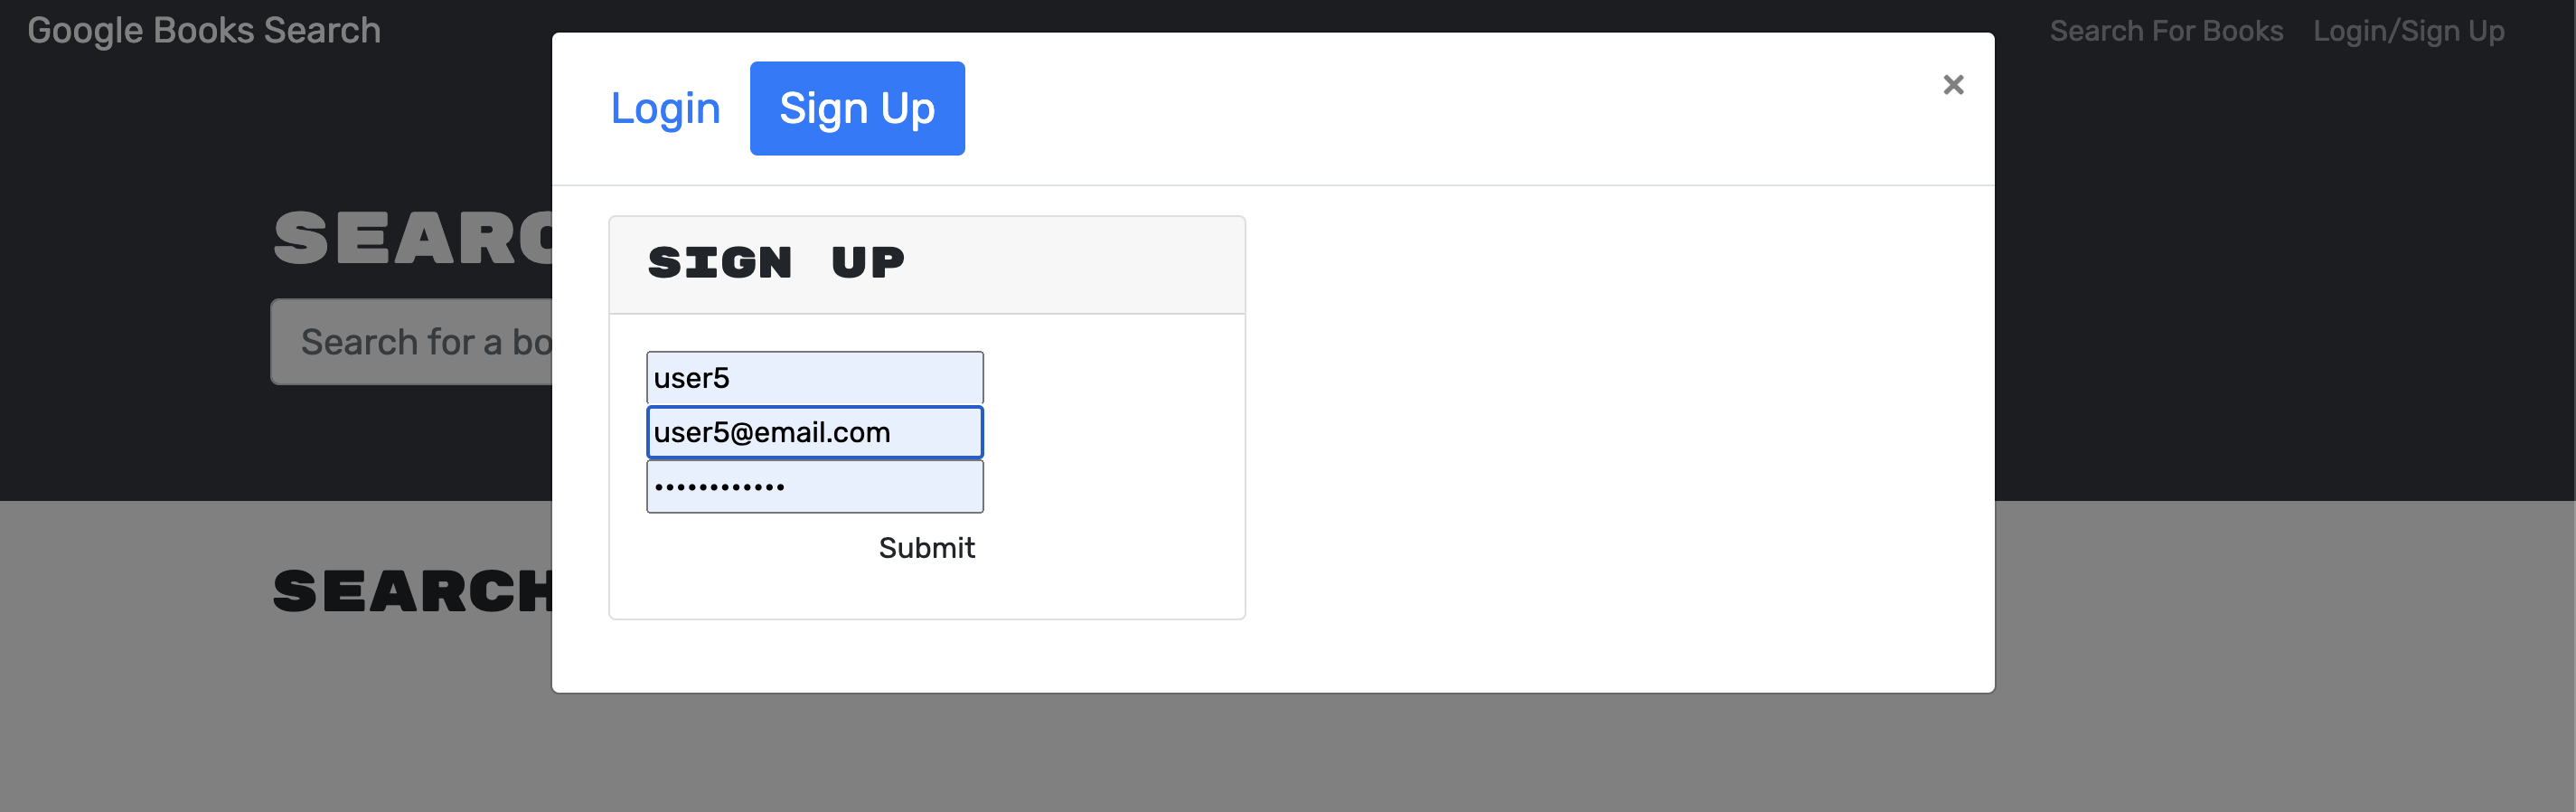 Google Books Search
Search For Books
Login/Sign Up
Login
Sign Up
×
SEARC
Search for a bo
SIGN UP
user5
user5@email.com
••••••••••••
Submit
SEARCH